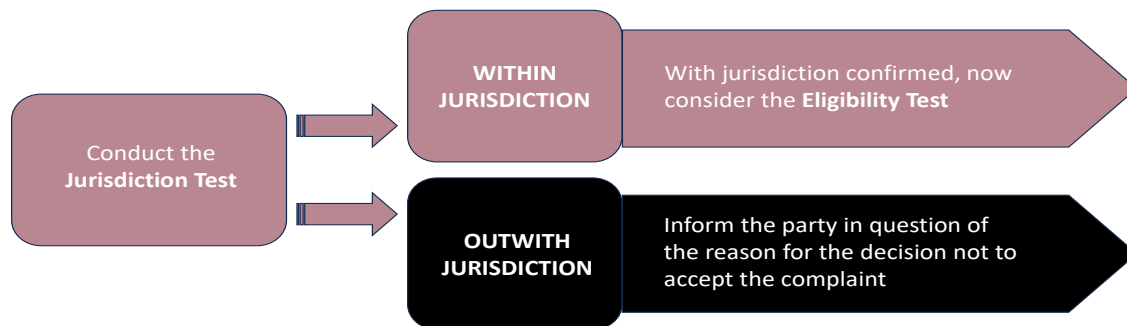 Conduct the
Jurisdiction Test
WITHIN
JURISDICTION
With jurisdiction confirmed, now
consider the Eligibility Test
OUTWITH
JURISDICTION
Inform the party in question of
the reason for the decision not to
accept the complaint